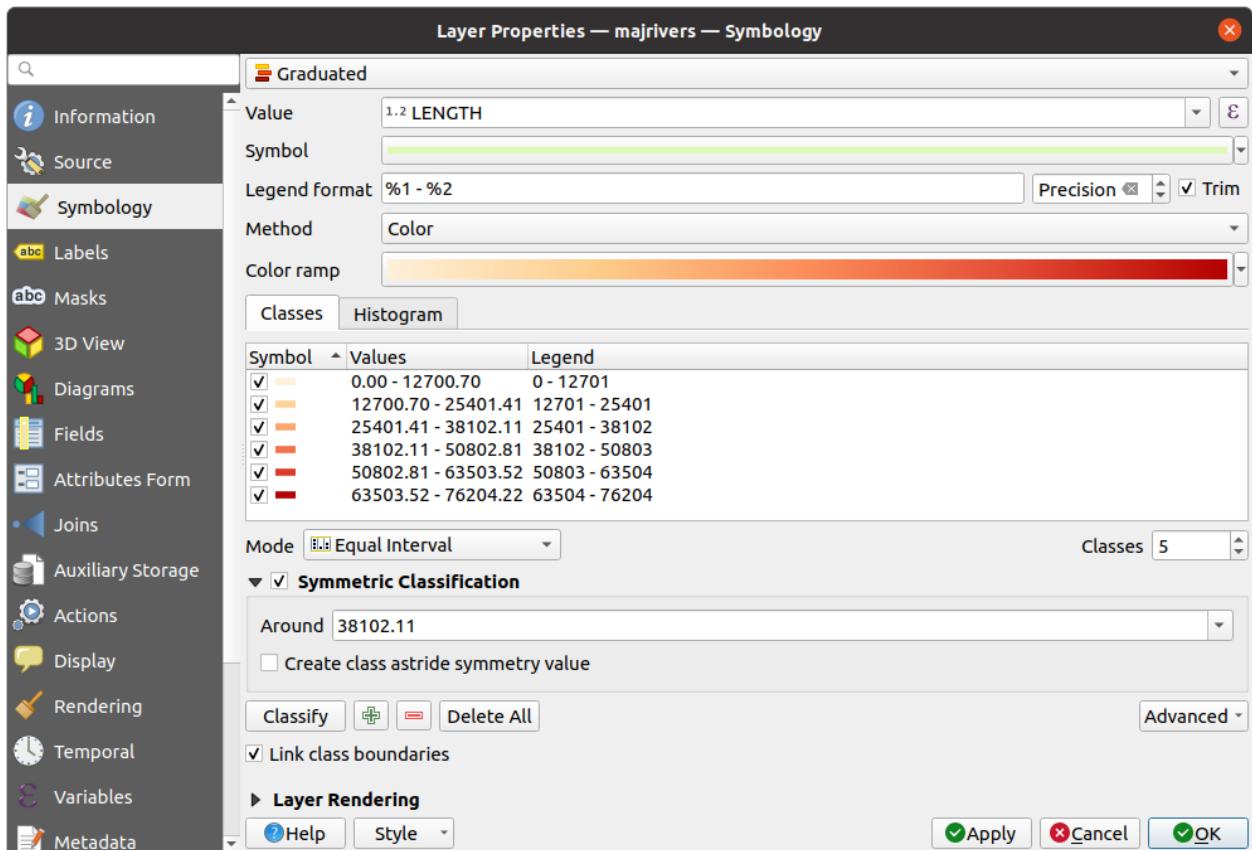 Layer Properties — majrivers — Symbology
Information
Source
Symbology
abc Labels
abc Masks
3D View
Diagrams
Fields
Attributes Form
Joins
Auxiliary Storage
Actions
Display
Rendering
Temporal
Variables
Metadata
Graduated
Value 1.2 LENGTH ε
Symbol
Legend format %1 - %2 Precision Trim
Method Color
Color ramp
Classes Histogram
Symbol Values Legend
0.00 - 12700.70 0 - 12701
12700.70 - 25401.41 12701 - 25401
25401.41 - 38102.11 25401 - 38102
38102.11 - 50802.81 38102 - 50803
50802.81 - 63503.52 50803 - 63504
63503.52 - 76204.22 63504 - 76204
Mode Equal Interval Classes 5
Symmetric Classification
Around 38102.11
Create class astride symmetry value
Classify Delete All Advanced
Link class boundaries
Layer Rendering
Help Style Apply Cancel OK